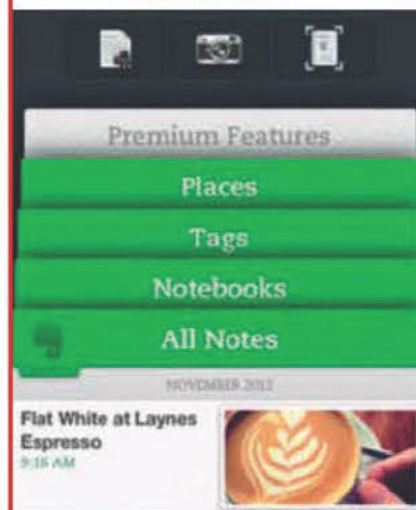 Premium Features
Places
Tags
Notebooks
All Notes
NOVEMBER 2012
Flat White at Laynes
Espresso
9:16 AM